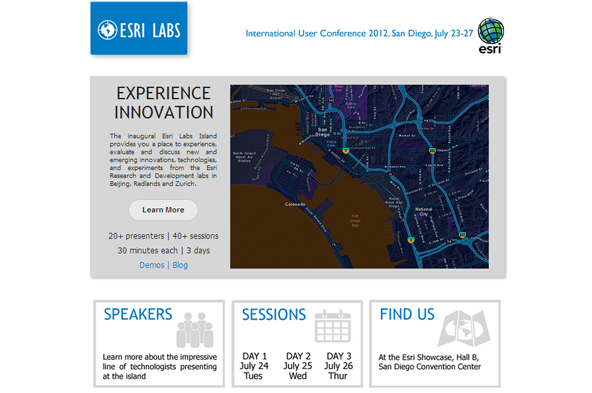 ESRI LABS
International User Conference 2012, San Diego, July 23-27
esri
EXPERIENCE
INNOVATION
The inaugural Esri Labs Island
provides you a place to experience,
evaluate and discuss new and
emerging innovations, technologies,
and experiments from the Esri
Research and Development labs in
Beijing, Redlands and Zurich.
Learn More
20+ presenters | 40+ sessions
30 minutes each | 3 days
Demos | Blog
San
Diego
Coronado
San
Diego
Bay
National
City
SPEAKERS
Learn more about the impressive
line of technologists presenting
at the island
SESSIONS
DAY 1 DAY 2 DAY 3
July 24 July 25 July 26
Tues Wed Thur
FIND US
At the Esri Showcase, Hall B,
San Diego Convention Center